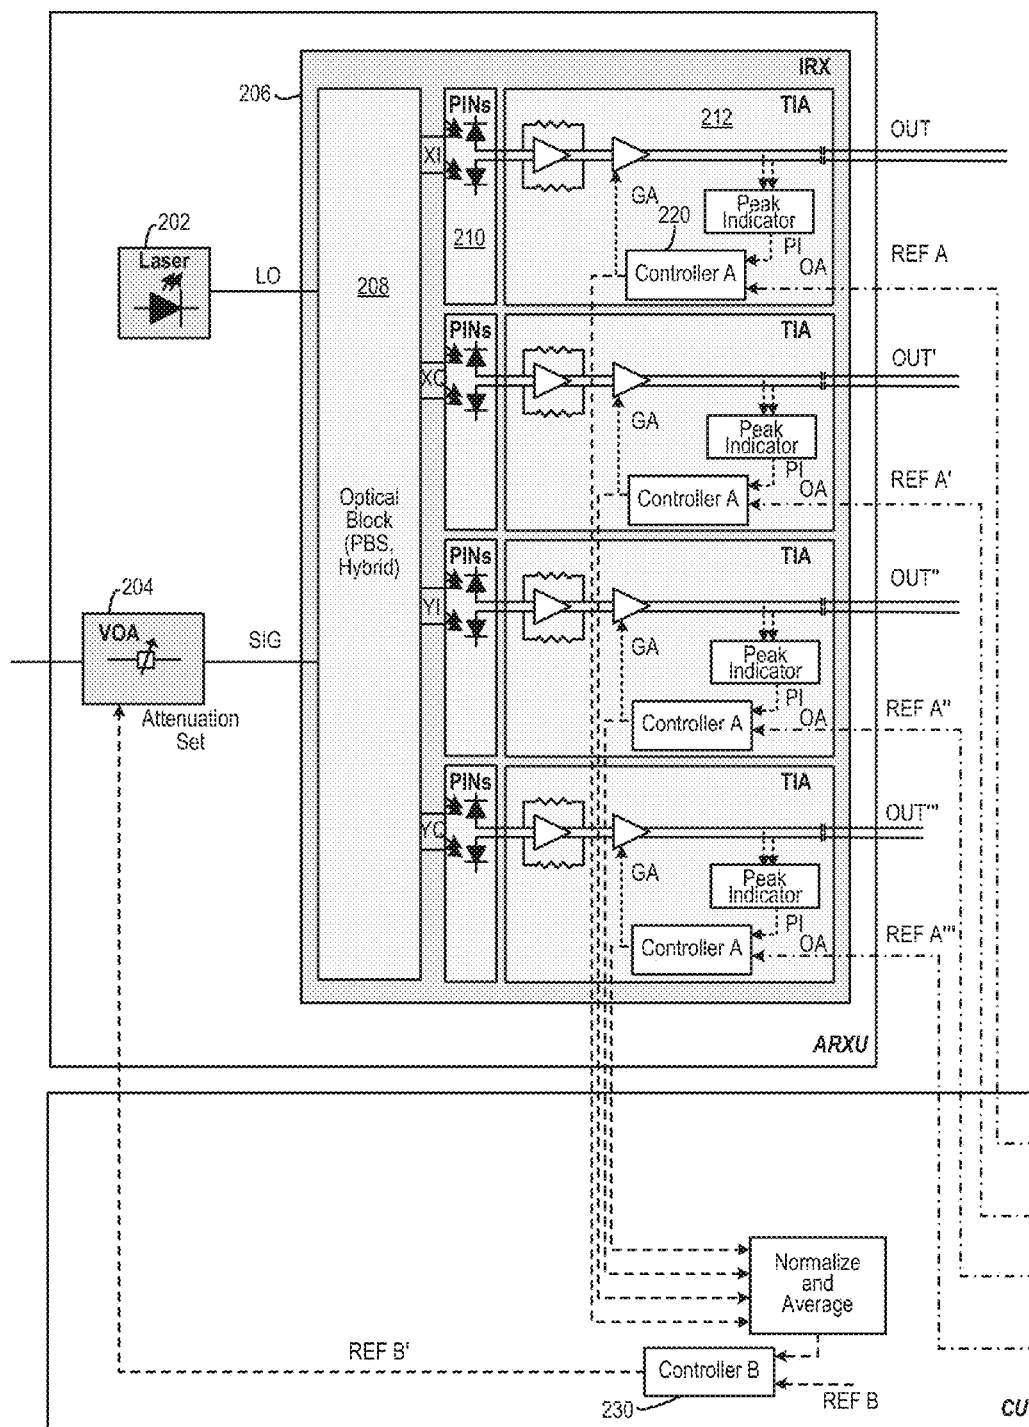 IRX
206
PINs
TIA
212
OUT
XI
GA
220
Peak
Indicator
PI
OA
REF A
210
Controller A
202
Laser
LO
208
PINs
TIA
OUT'
XQ
GA
Peak
Indicator
PI
OA
REF A'
Controller A
Optical
Block
(PBS,
Hybrid)
PINs
TIA
OUT"
204
VOA
SIG
YI
GA
Peak
Indicator
PI
OA
REF A"
Attenuation
Set
Controller A
PINs
TIA
OUT'"
YQ
GA
Peak
Indicator
PI
OA
REF A'"
Controller A
ARXU
Normalize
and
Average
REF B'
Controller B
REF B
230
CU